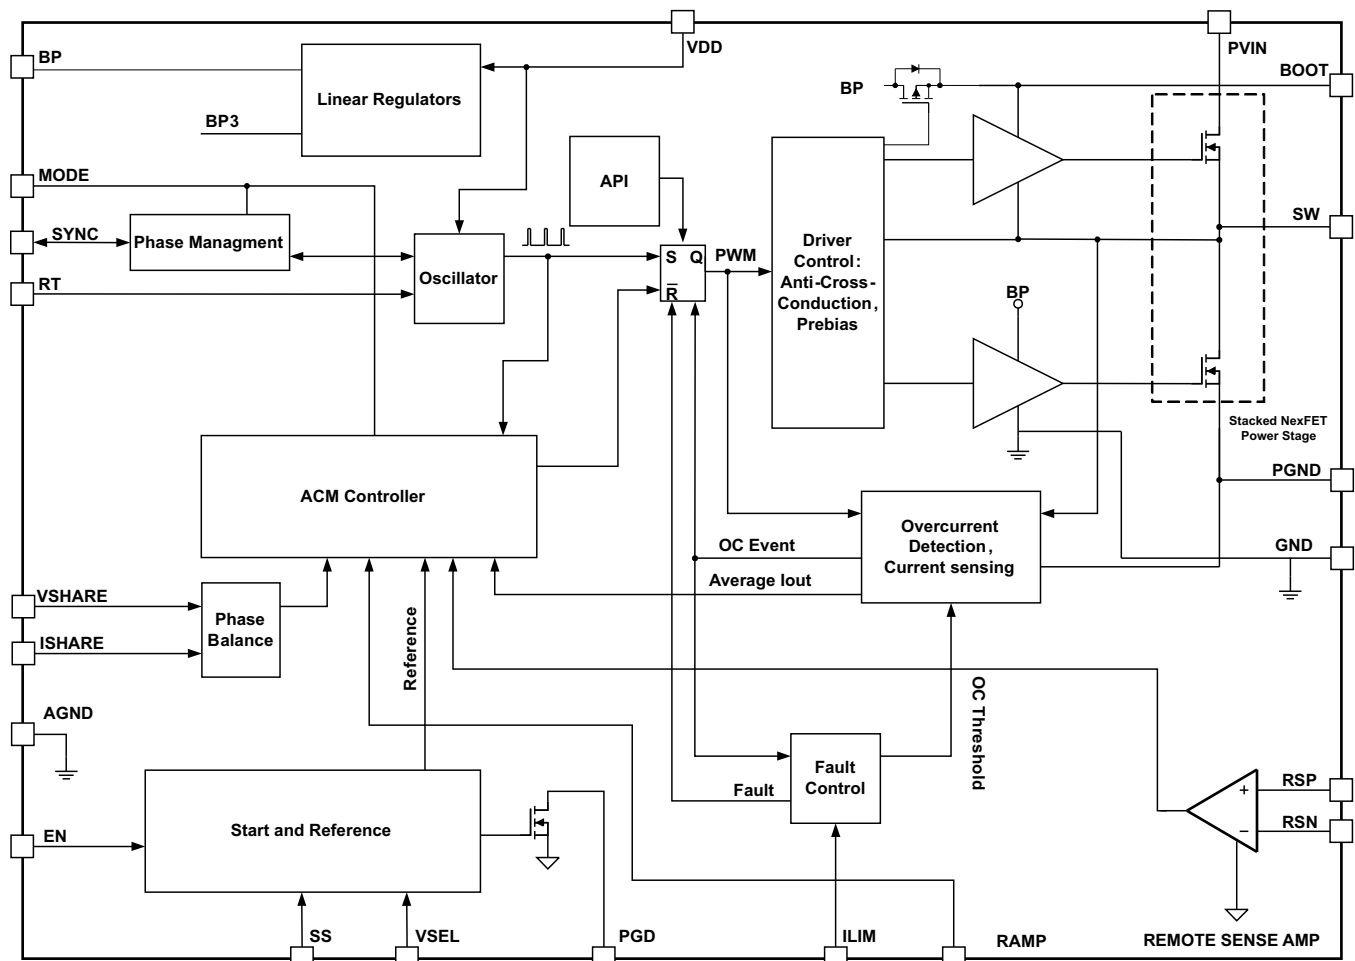 VDD
PVIN
BP
Linear Regulators
BP3
BP
BOOT
MODE
API
SYNC
Phase Managment
Oscillator
S Q
R̅
PWM
Driver
Control:
Anti-Cross-
Conduction,
Prebias
SW
RT
BP
Stacked NexFET
Power Stage
ACM Controller
PGND
Overcurrent
Detection,
Current sensing
OC Event
GND
Average Iout
VSHARE
Phase
Balance
ISHARE
Reference
OC Threshold
AGND
Fault
Control
Fault
RSP
+
RSN
−
Start and Reference
EN
SS
VSEL
PGD
ILIM
RAMP
REMOTE SENSE AMP